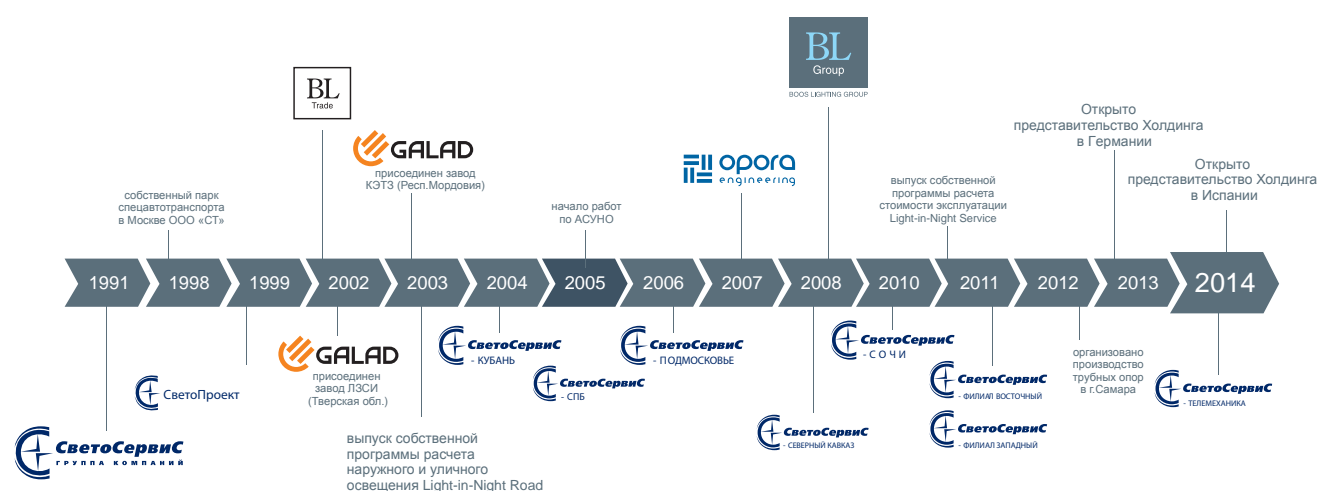 BL
Group
BOOS LIGHTING GROUP
BL
Trade
GALAD
присоединен завод
КЭТЗ (Респ.Мордовия)
opora
engineering
Открыто
представительство Холдинга
в Германии
Открыто
представительство Холдинга
в Испании
собственный парк
спецавтотранспорта
в Москве ООО «СТ»
начало работ
по АСУНО
выпуск собственной
программы расчета
стоимости эксплуатации
Light-in-Night Service
1991
1998
1999
2002
2003
2004
2005
2006
2007
2008
2010
2011
2012
2013
2014
СветоСервиС
ГРУППА КОМПАНИЙ
СветоПроект
GALAD
присоединен
завод ЛЗСИ
(Тверская обл.)
выпуск собственной
программы расчета
наружного и уличного
освещения Light-in-Night Road
СветоСервиС
- КУБАНЬ
СветоСервиС
- СПБ
СветоСервиС
- ПОДМОСКОВЬЕ
СветоСервиС
- СЕВЕРНЫЙ КАВКАЗ
СветоСервиС
- СОЧИ
СветоСервиС
- ФИЛИАЛ ВОСТОЧНЫЙ
СветоСервиС
- ФИЛИАЛ ЗАПАДНЫЙ
организовано
производство
трубных опор
в г.Самара
СветоСервиС
- ТЕЛЕМЕХАНИКА